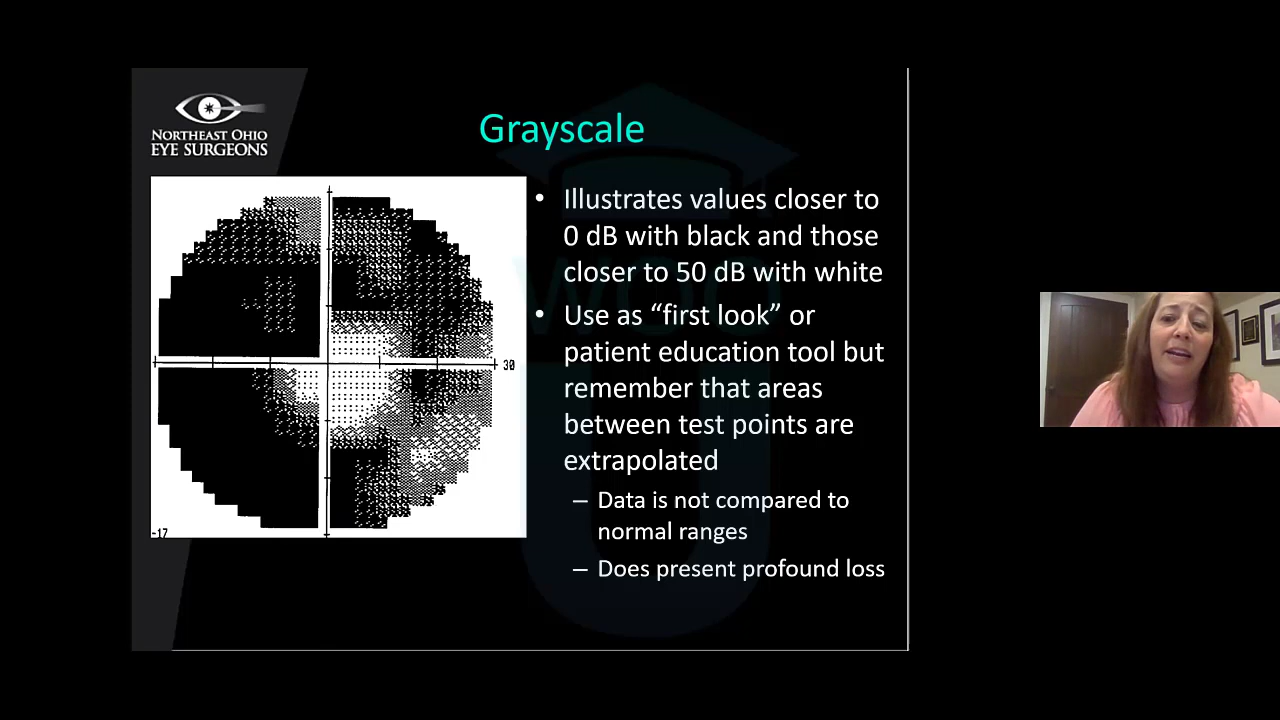 NORTHEAST OHIO
EYE SURGEONS
Grayscale
30
-17
• Illustrates values closer to
0 dB with black and those
closer to 50 dB with white
• Use as “first look” or
patient education tool but
remember that areas
between test points are
extrapolated
– Data is not compared to
normal ranges
– Does present profound loss